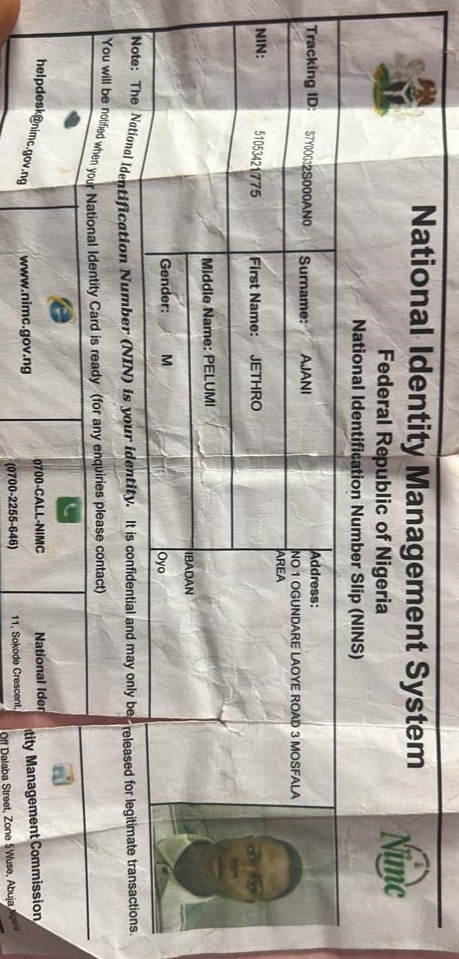 National Identity Management System
Federal Republic of Nigeria
National Identification Number Slip (NINS)
Tracking ID: S7Y0G32S000AN0
Surname: AJANI
Address:
NO 1 OGUNDARE LAOYE ROAD 3 MOSFALA
AREA
NIN: 51053421775
First Name: JETHRO
Middle Name: PELUMI
IBADAN
Gender: M
Oyo
Note: The National Identification Number (NIN) is your identity. It is confidential and may only be released for legitimate transactions.
You will be notified when your National Identity Card is ready (for any enquiries please contact)
helpdesk@nimc.gov.ng
www.nimc.gov.ng
0700-CALL-NIMC
(0700-2255-646)
National Identity Management Commission
11, Sokode Crescent, Off Dalaba Street, Zone 5 Wuse, Abuja
Nimc